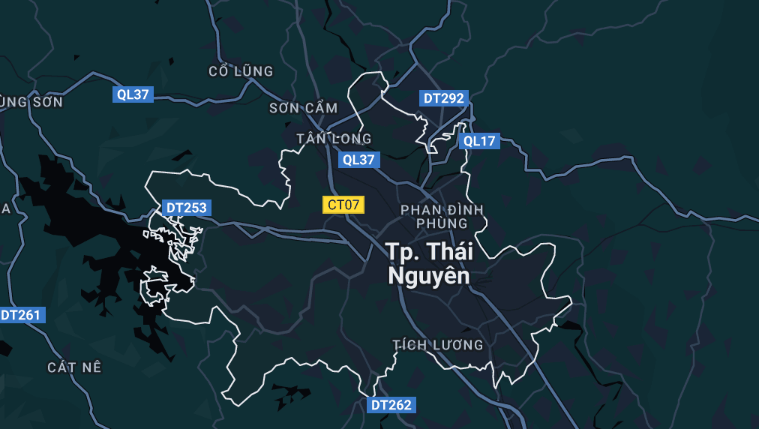 CỔ LŨNG
QL37
DT292
ÙNG SƠN
SƠN CẨM
TÂN LONG
QL17
QL37
DT253
CT07
A
PHAN ĐÌNH
PHÙNG
Tp. Thái
Nguyên
DT261
TÍCH LƯƠNG
CÁT NÊ
DT262